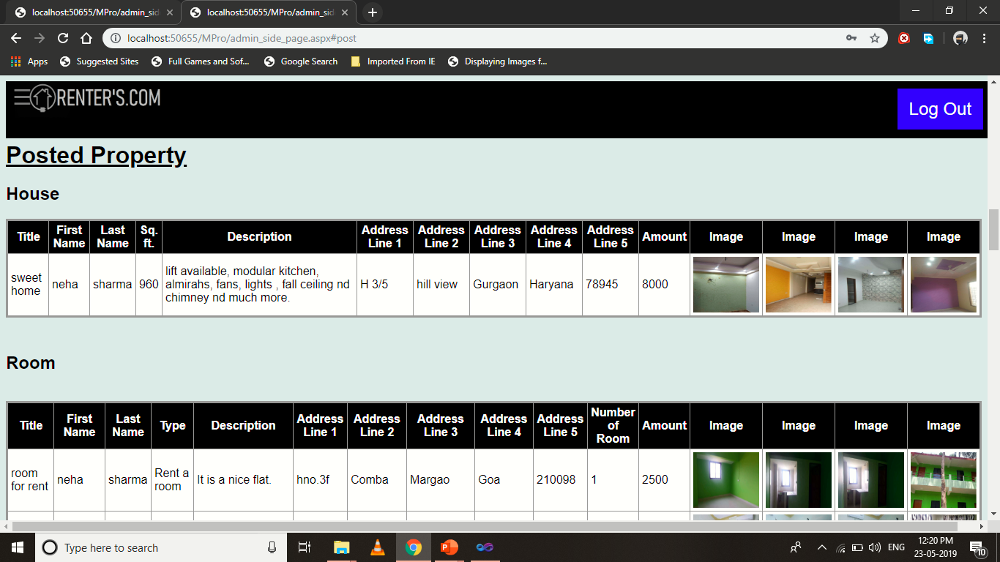 localhost:50655/MPro/admin_sid
localhost:50655/MPro/admin_sid
localhost:50655/MPro/admin_side_page.aspx#post
Apps Suggested Sites Full Games and Sof... Google Search Imported From IE Displaying Images f...
RENTER'S.COM
Log Out
Posted Property
House
Title First Name Last Name Sq. ft. Description Address Line 1 Address Line 2 Address Line 3 Address Line 4 Address Line 5 Amount Image Image Image Image
sweet home neha sharma 960 lift available, modular kitchen, almirahs, fans, lights , fall ceiling nd chimney nd much more. H 3/5 hill view Gurgaon Haryana 78945 8000
Room
Title First Name Last Name Type Description Address Line 1 Address Line 2 Address Line 3 Address Line 4 Address Line 5 Number of Room Amount Image Image Image Image
room for rent neha sharma Rent a room It is a nice flat. hno.3f Comba Margao Goa 210098 1 2500
Type here to search
ENG
12:20 PM
23-05-2019
10